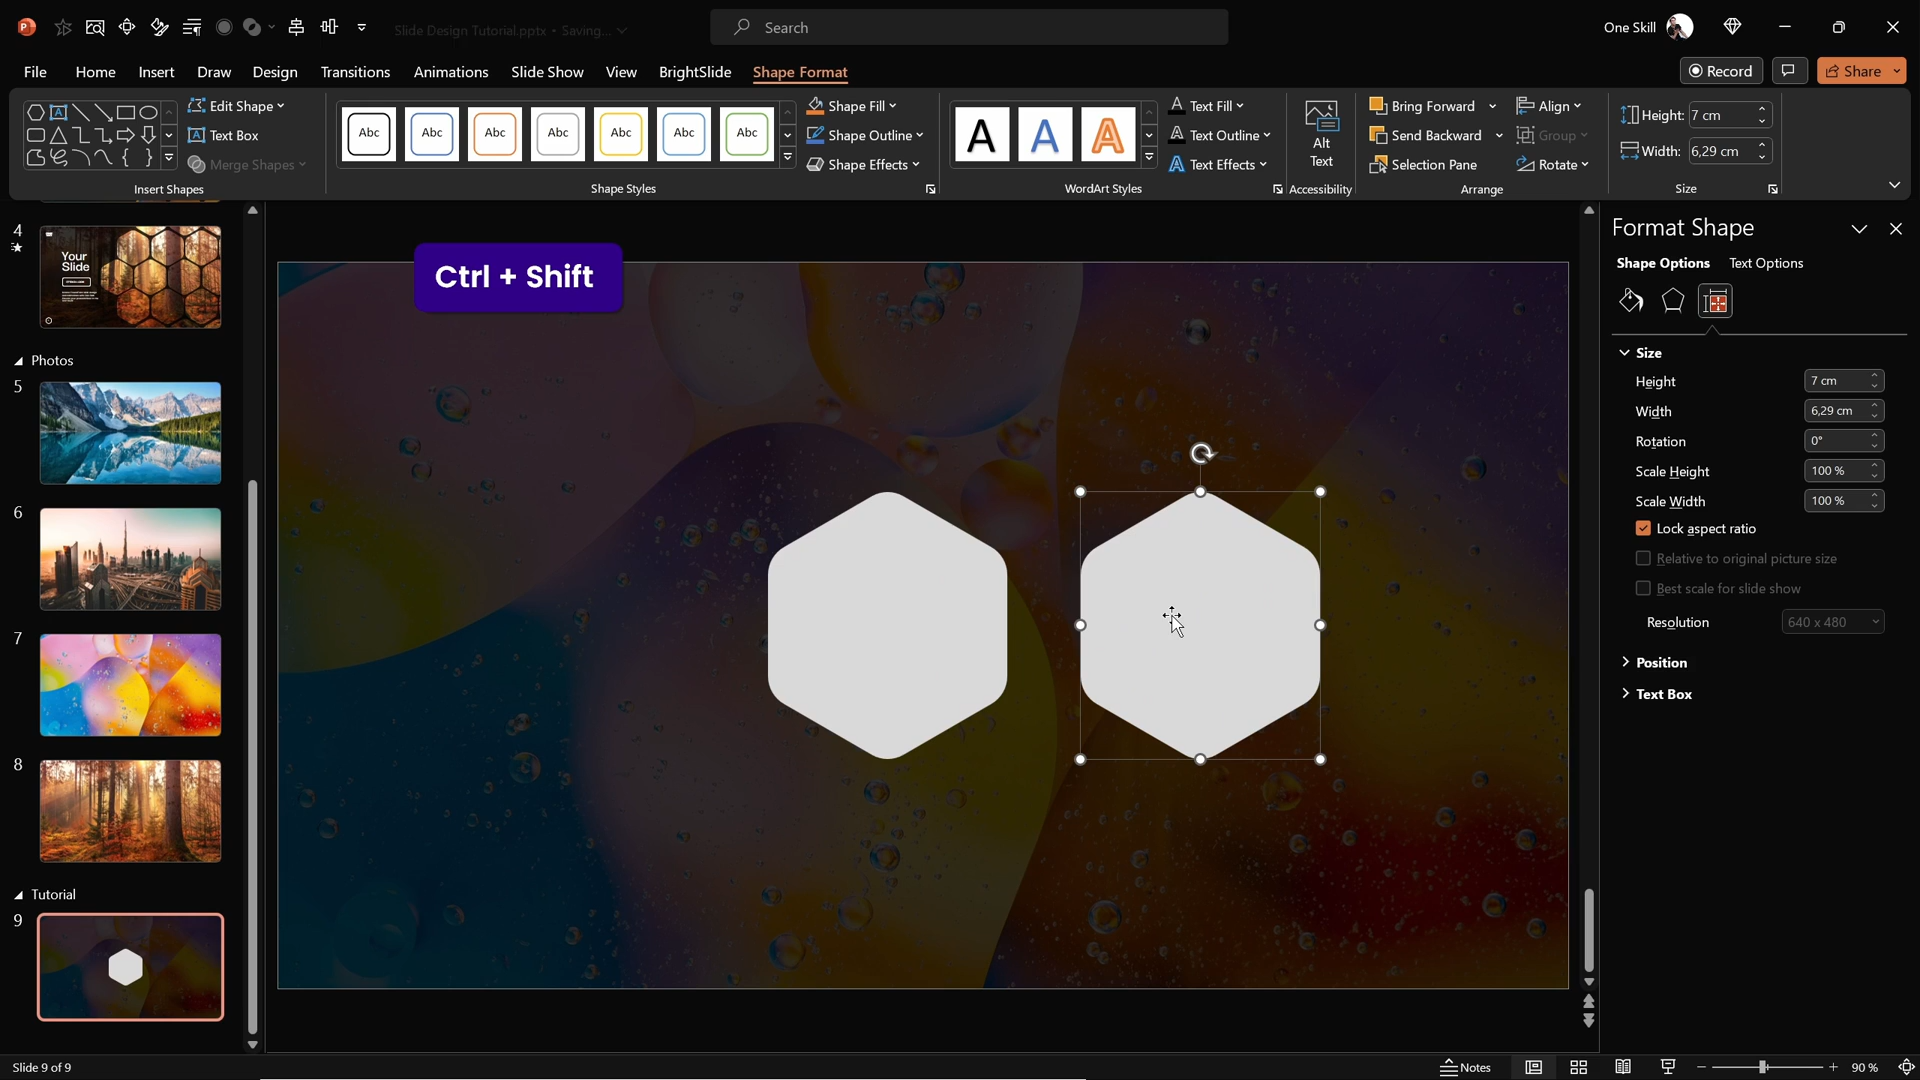 Slide Design Tutorial.pptx • Saving...
Search
One Skill
File
Home
Insert
Draw
Design
Transitions
Animations
Slide Show
View
BrightSlide
Shape Format
Record
Share
Edit Shape
Text Box
Merge Shapes
Insert Shapes
Abc
Abc
Abc
Abc
Abc
Abc
Abc
Shape Fill
Shape Outline
Shape Effects
Shape Styles
A
A
A
Text Fill
Text Outline
Text Effects
WordArt Styles
Alt
Text
Accessibility
Bring Forward
Send Backward
Selection Pane
Align
Group
Rotate
Arrange
Height: 7 cm
Width: 6,29 cm
Size
4
Your
Slide
Photos
5
6
7
8
Tutorial
9
Ctrl + Shift
Format Shape
Shape Options
Text Options
Size
Height 7 cm
Width 6,29 cm
Rotation 0°
Scale Height 100 %
Scale Width 100 %
Lock aspect ratio
Relative to original picture size
Best scale for slide show
Resolution 640 x 480
Position
Text Box
Slide 9 of 9
Notes
90 %